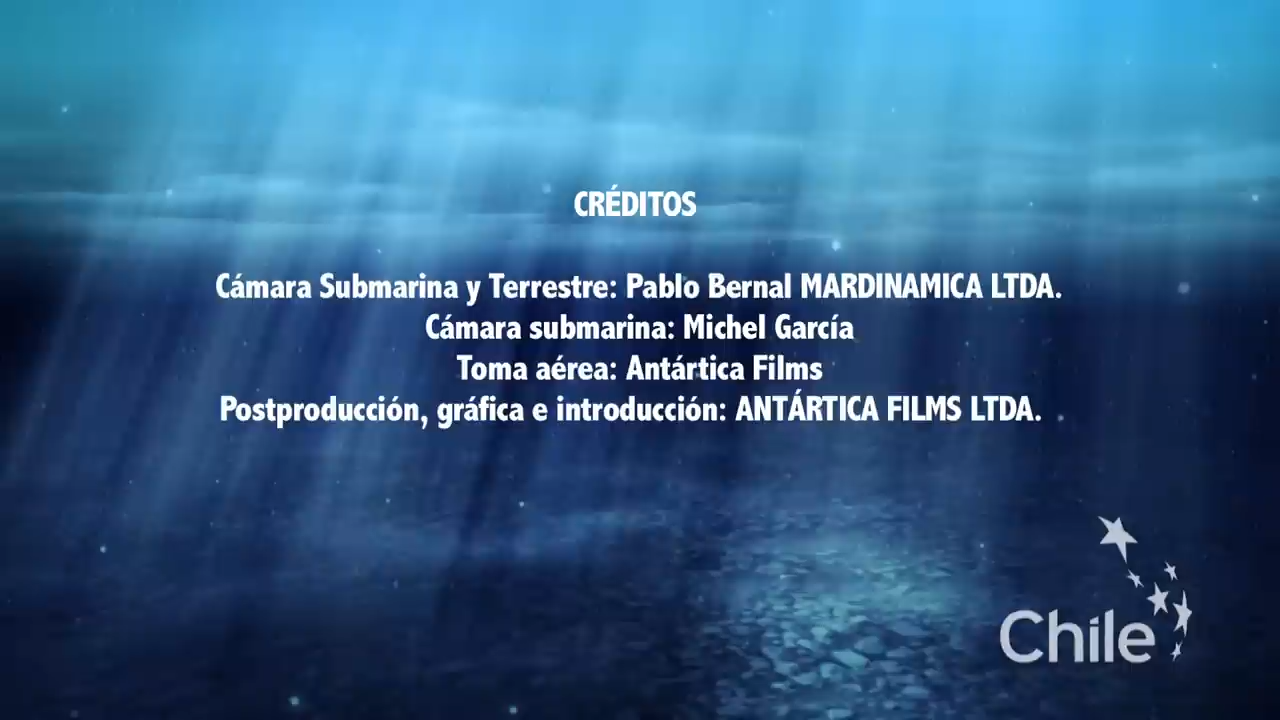 CRÉDITOS
Cámara Submarina y Terrestre: Pablo Bernal MARDINAMICA LTDA.
Cámara submarina: Michel García
Toma aérea: Antártica Films
Postproducción, gráfica e introducción: ANTÁRTICA FILMS LTDA.
Chile